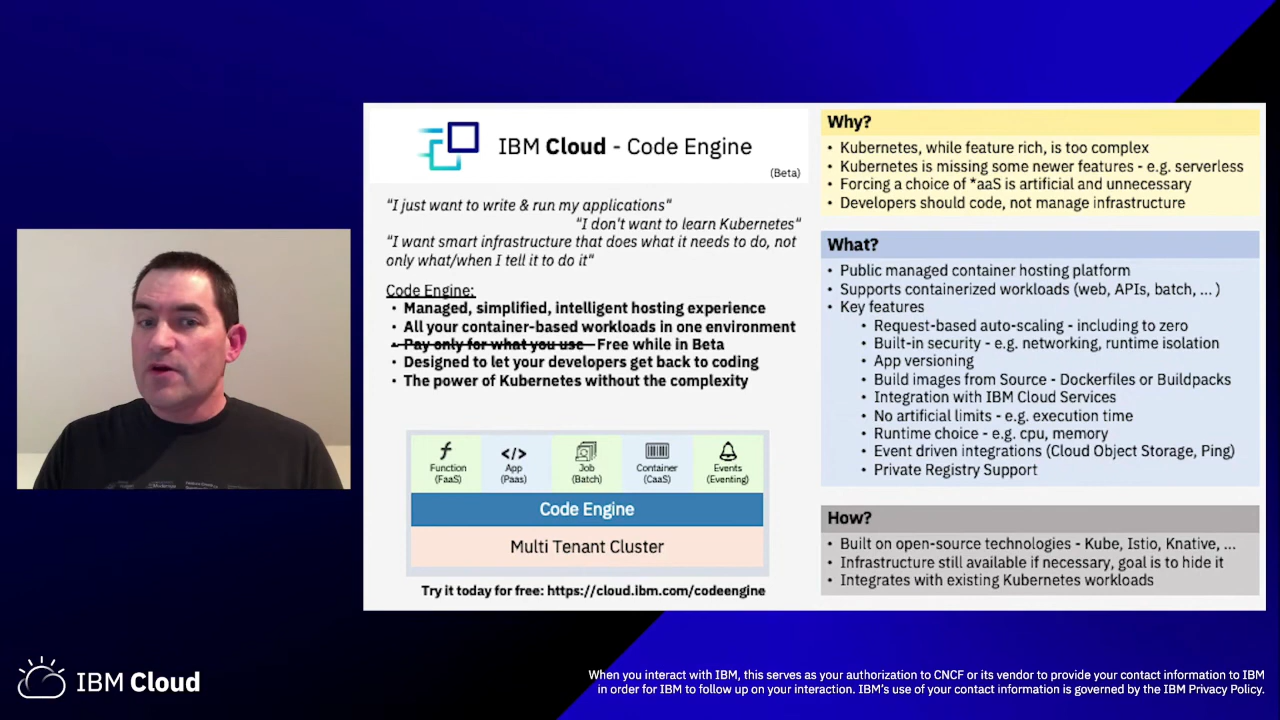 IBM Cloud - Code Engine
(Beta)
"I just want to write & run my applications"
"I don't want to learn Kubernetes"
"I want smart infrastructure that does what it needs to do, not
only what/when I tell it to do it"
Code Engine:
• Managed, simplified, intelligent hosting experience
• All your container-based workloads in one environment
• Pay only for what you use Free while in Beta
• Designed to let your developers get back to coding
• The power of Kubernetes without the complexity
f </>
Function App Job Container Events
(FaaS) (Paas) (Batch) (CaaS) (Eventing)
Code Engine
Multi Tenant Cluster
Try it today for free: https://cloud.ibm.com/codeengine
Why?
• Kubernetes, while feature rich, is too complex
• Kubernetes is missing some newer features - e.g. serverless
• Forcing a choice of *aaS is artificial and unnecessary
• Developers should code, not manage infrastructure
What?
• Public managed container hosting platform
• Supports containerized workloads (web, APIs, batch, ... )
• Key features
• Request-based auto-scaling - including to zero
• Built-in security - e.g. networking, runtime isolation
• App versioning
• Build images from Source - Dockerfiles or Buildpacks
• Integration with IBM Cloud Services
• No artificial limits - e.g. execution time
• Runtime choice - e.g. cpu, memory
• Event driven integrations (Cloud Object Storage, Ping)
• Private Registry Support
How?
• Built on open-source technologies - Kube, Istio, Knative, ...
• Infrastructure still available if necessary, goal is to hide it
• Integrates with existing Kubernetes workloads
IBM Cloud
When you interact with IBM, this serves as your authorization to CNCF or its vendor to provide your contact information to IBM
in order for IBM to follow up on your interaction. IBM's use of your contact information is governed by the IBM Privacy Policy.